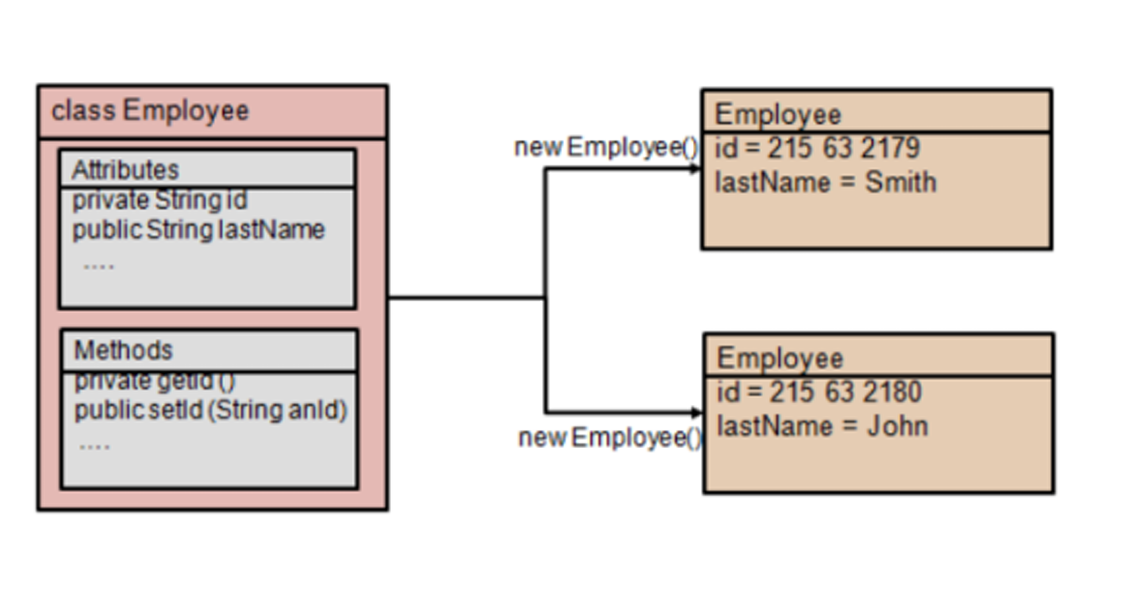 class Employee
Attributes
private String id
public String lastName
....
Methods
private getId ()
public setId (String anId)
....
new Employee()
Employee
id = 215 63 2179
lastName = Smith
new Employee()
Employee
id = 215 63 2180
lastName = John